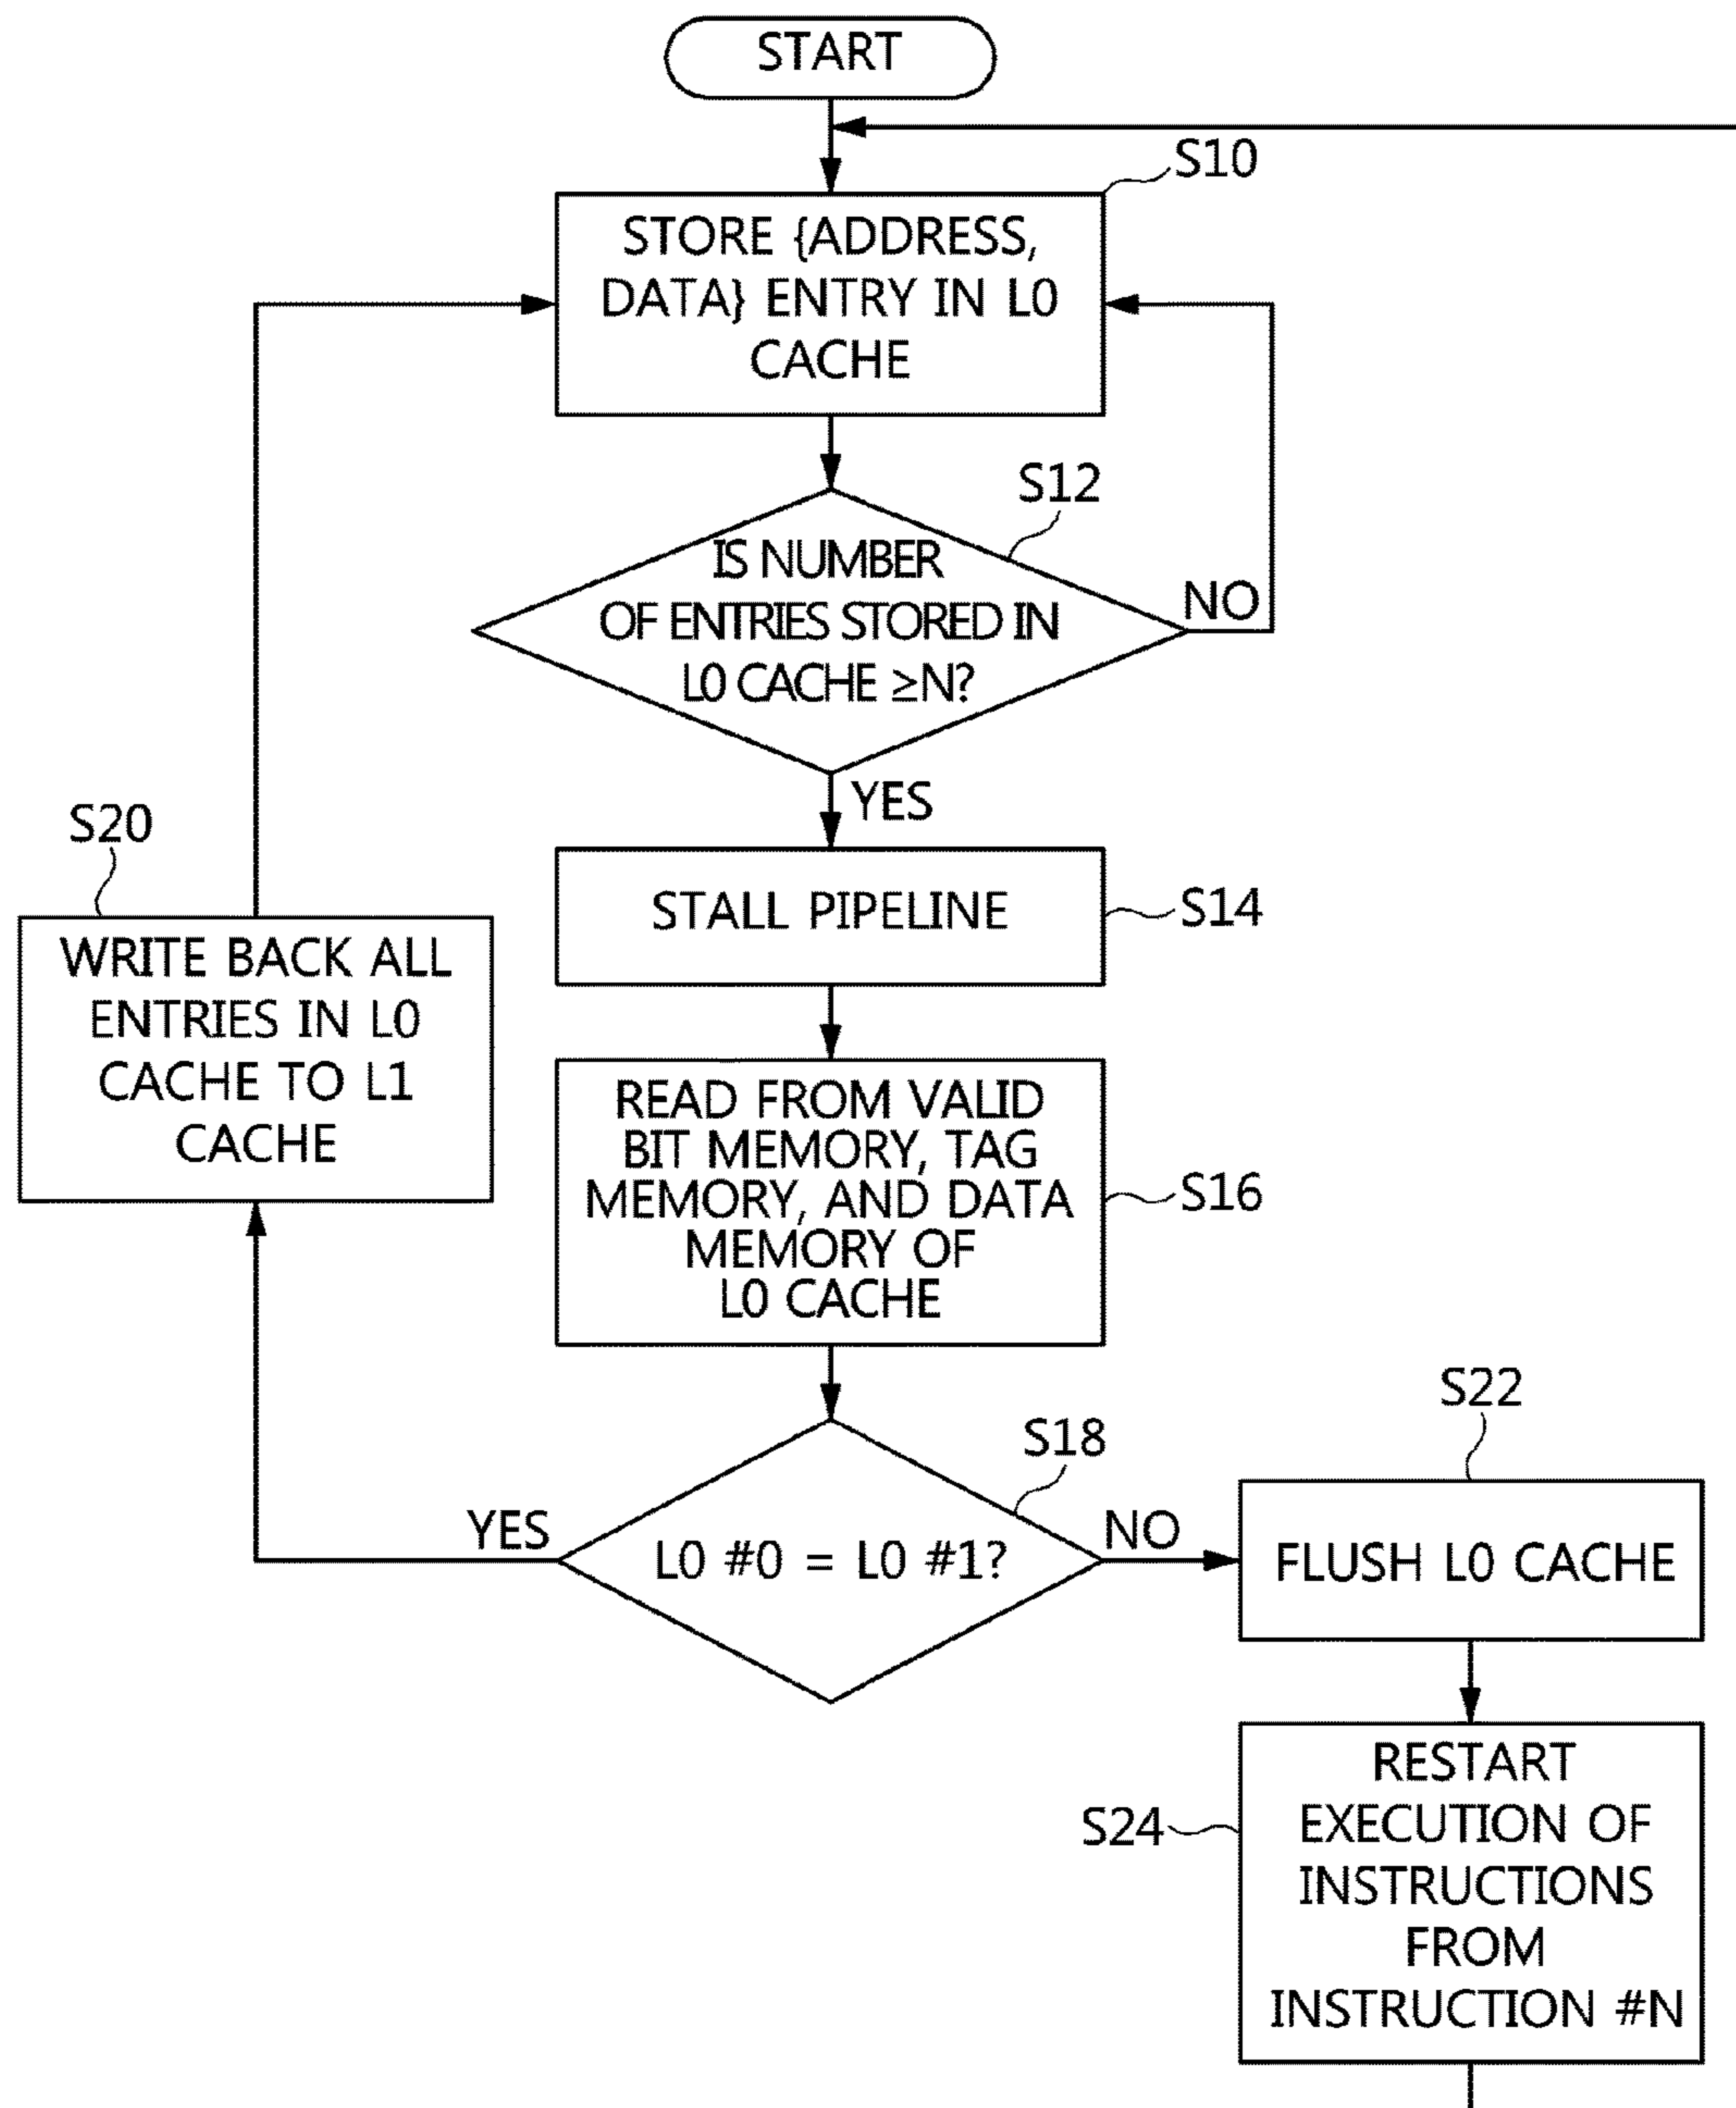 START
S10
STORE {ADDRESS,
DATA} ENTRY IN L0
CACHE
S12
IS NUMBER
OF ENTRIES STORED IN
L0 CACHE ≥N?
NO
YES
S14
STALL PIPELINE
S20
WRITE BACK ALL
ENTRIES IN L0
CACHE TO L1
CACHE
READ FROM VALID
BIT MEMORY, TAG
MEMORY, AND DATA
MEMORY OF
L0 CACHE
S16
S18
L0 #0 = L0 #1?
YES
NO
S22
FLUSH L0 CACHE
S24
RESTART
EXECUTION OF
INSTRUCTIONS
FROM
INSTRUCTION #N